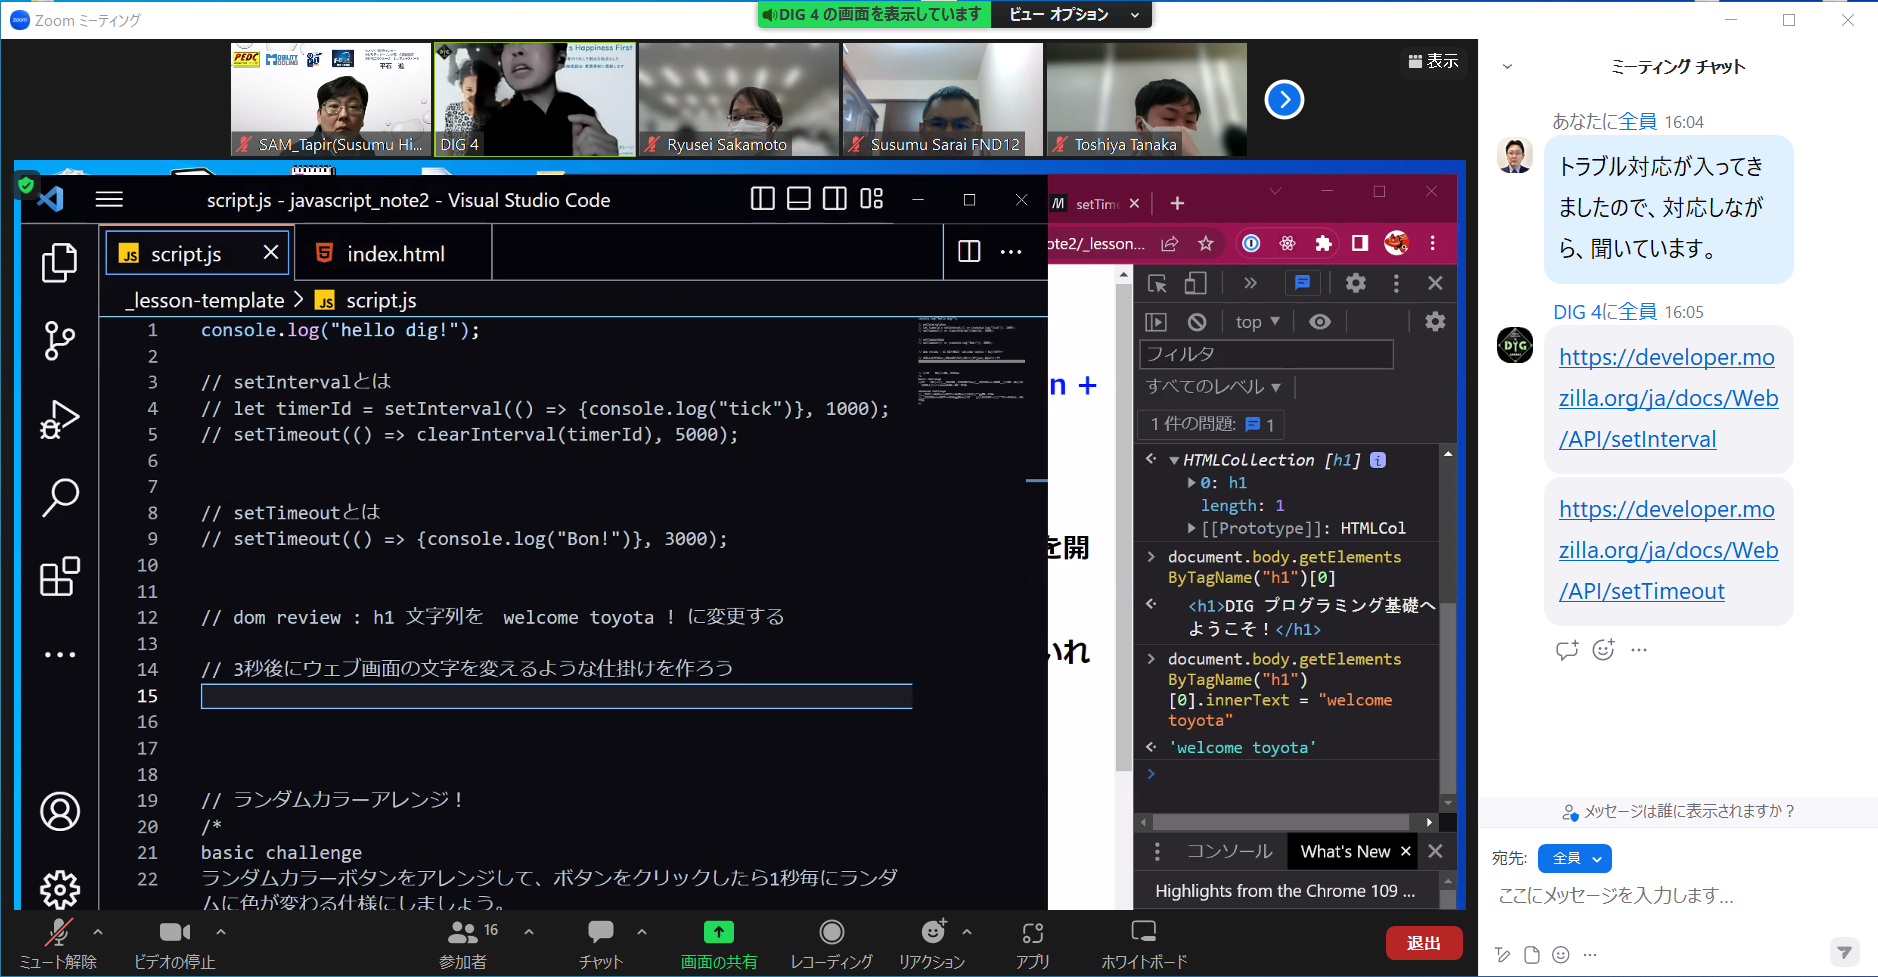 Zoom ミーティング
DIG 4 の画面を表示しています
ビュー オプション
PEDC
SAM_Tapir(Susumu Hi...
s Happiness First
DIG 4
Ryusei Sakamoto
Susumu Sarai FND12
Toshiya Tanaka
表示
script.js - javascript_note2 - Visual Studio Code
script.js
index.html
_lesson-template > JS script.js
1 console.log("hello dig!");
2
3 // setIntervalとは
4 // let timerId = setInterval(() => {console.log("tick")}, 1000);
5 // setTimeout(() => clearInterval(timerId), 5000);
6
7
8 // setTimeoutとは
9 // setTimeout(() => {console.log("Bon!")}, 3000);
10
11
12 // dom review : h1 文字列を　welcome toyota ! に変更する
13
14 // 3秒後にウェブ画面の文字を変えるような仕掛けを作ろう
15
16
17
18
19 // ランダムカラーアレンジ！
20 /*
21 basic challenge
22 ランダムカラーボタンをアレンジして、ボタンをクリックしたら1秒毎にランダ
ムに色が変わる仕様にしましょう。
setTim
ote2/_lesson...
n +
を開
いれ
top
フィルタ
すべてのレベル
1 件の問題: 1
HTMLCollection [h1] i
0: h1
length: 1
[[Prototype]]: HTMLCol
document.body.getElements
ByTagName("h1")[0]
<h1>DIG プログラミング基礎へ
ようこそ！</h1>
document.body.getElements
ByTagName("h1")
[0].innerText = "welcome
toyota"
'welcome toyota'
コンソール
What's New
Highlights from the Chrome 109 ...
ミーティング チャット
あなたに全員 16:04
トラブル対応が入ってき
ましたので、対応しなが
ら、聞いています。
DIG 4に全員 16:05
DIG
https://developer.mo
zilla.org/ja/docs/Web
/API/setInterval
https://developer.mo
zilla.org/ja/docs/Web
/API/setTimeout
メッセージは誰に表示されますか？
宛先: 全員
ここにメッセージを入力します...
ミュート解除
ビデオの停止
16
参加者
チャット
画面の共有
レコーディング
リアクション
アプリ
ホワイトボード
退出